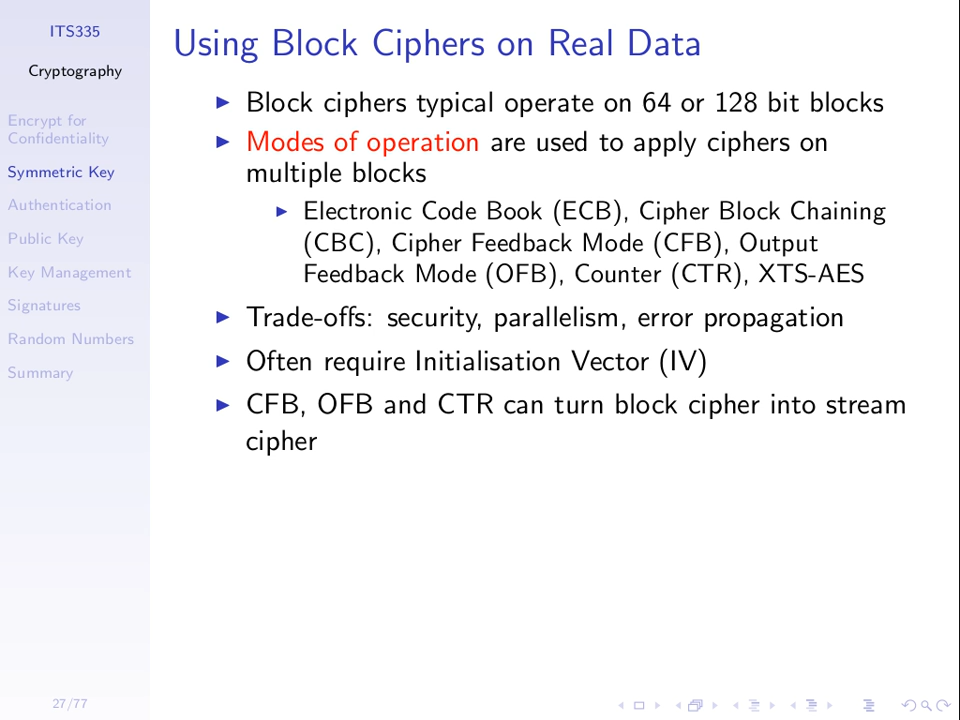 ITS335
Cryptography
Encrypt for
Confidentiality
Symmetric Key
Authentication
Public Key
Key Management
Signatures
Random Numbers
Summary
27/77
Using Block Ciphers on Real Data
Block ciphers typical operate on 64 or 128 bit blocks
Modes of operation are used to apply ciphers on
multiple blocks
Electronic Code Book (ECB), Cipher Block Chaining
(CBC), Cipher Feedback Mode (CFB), Output
Feedback Mode (OFB), Counter (CTR), XTS-AES
Trade-offs: security, parallelism, error propagation
Often require Initialisation Vector (IV)
CFB, OFB and CTR can turn block cipher into stream
cipher